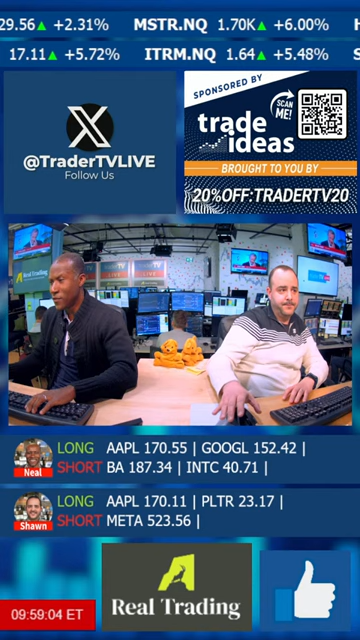 29.56▲ +2.31% MSTR.NQ 1.70K▲ +6.00%
17.11▲ +5.72% ITRM.NQ 1.64▲ +5.48%
@TraderTVLIVE
Follow Us
SPONSORED BY
SCAN ME!
trade ideas
BROUGHT TO YOU BY
20%OFF:TRADERTV20
Real Trading
LONG AAPL 170.55 | GOOGL 152.42 |
SHORT BA 187.34 | INTC 40.71 |
Neal
LONG AAPL 170.11 | PLTR 23.17 |
SHORT META 523.56 |
Shawn
09:59:04 ET
Real Trading